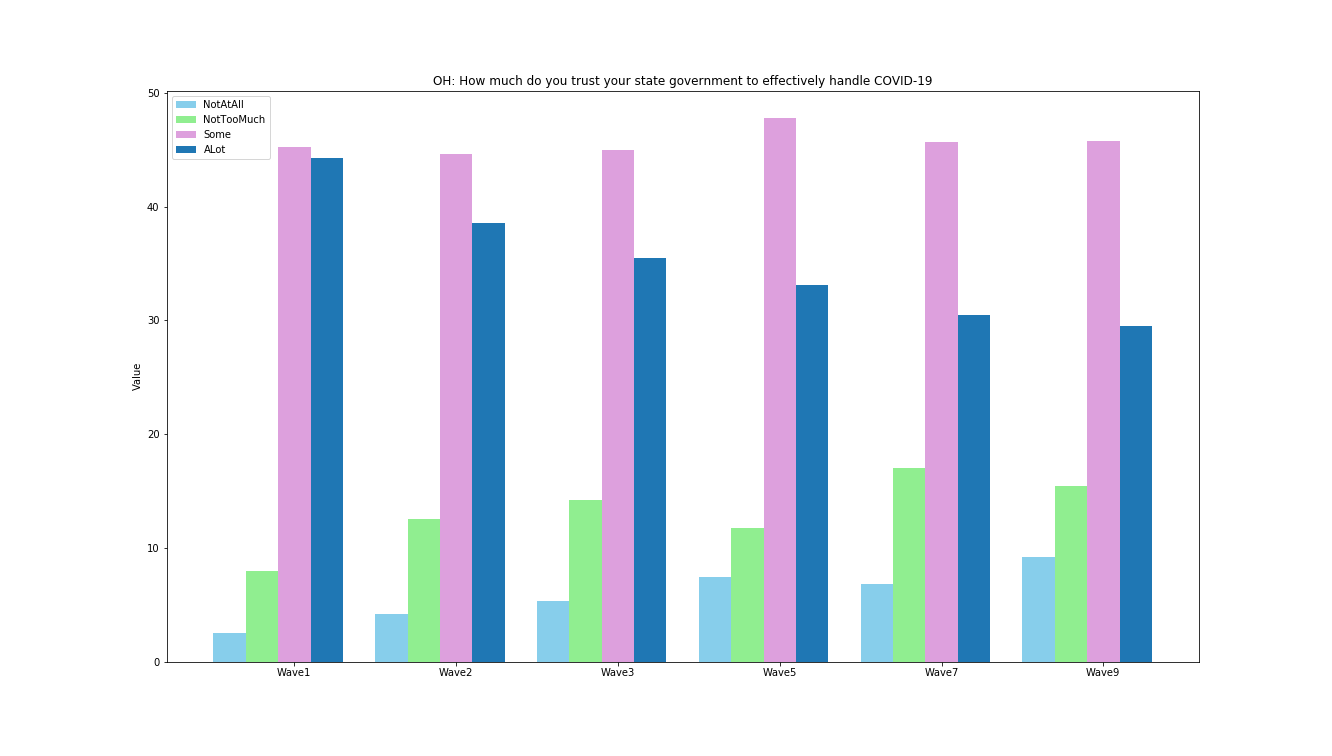 OH: How much do you trust your state government to effectively handle COVID-19
50
40
30
20
10
0
Value
NotAtAll
NotTooMuch
Some
ALot
Wave1 Wave2 Wave3 Wave5 Wave7 Wave9